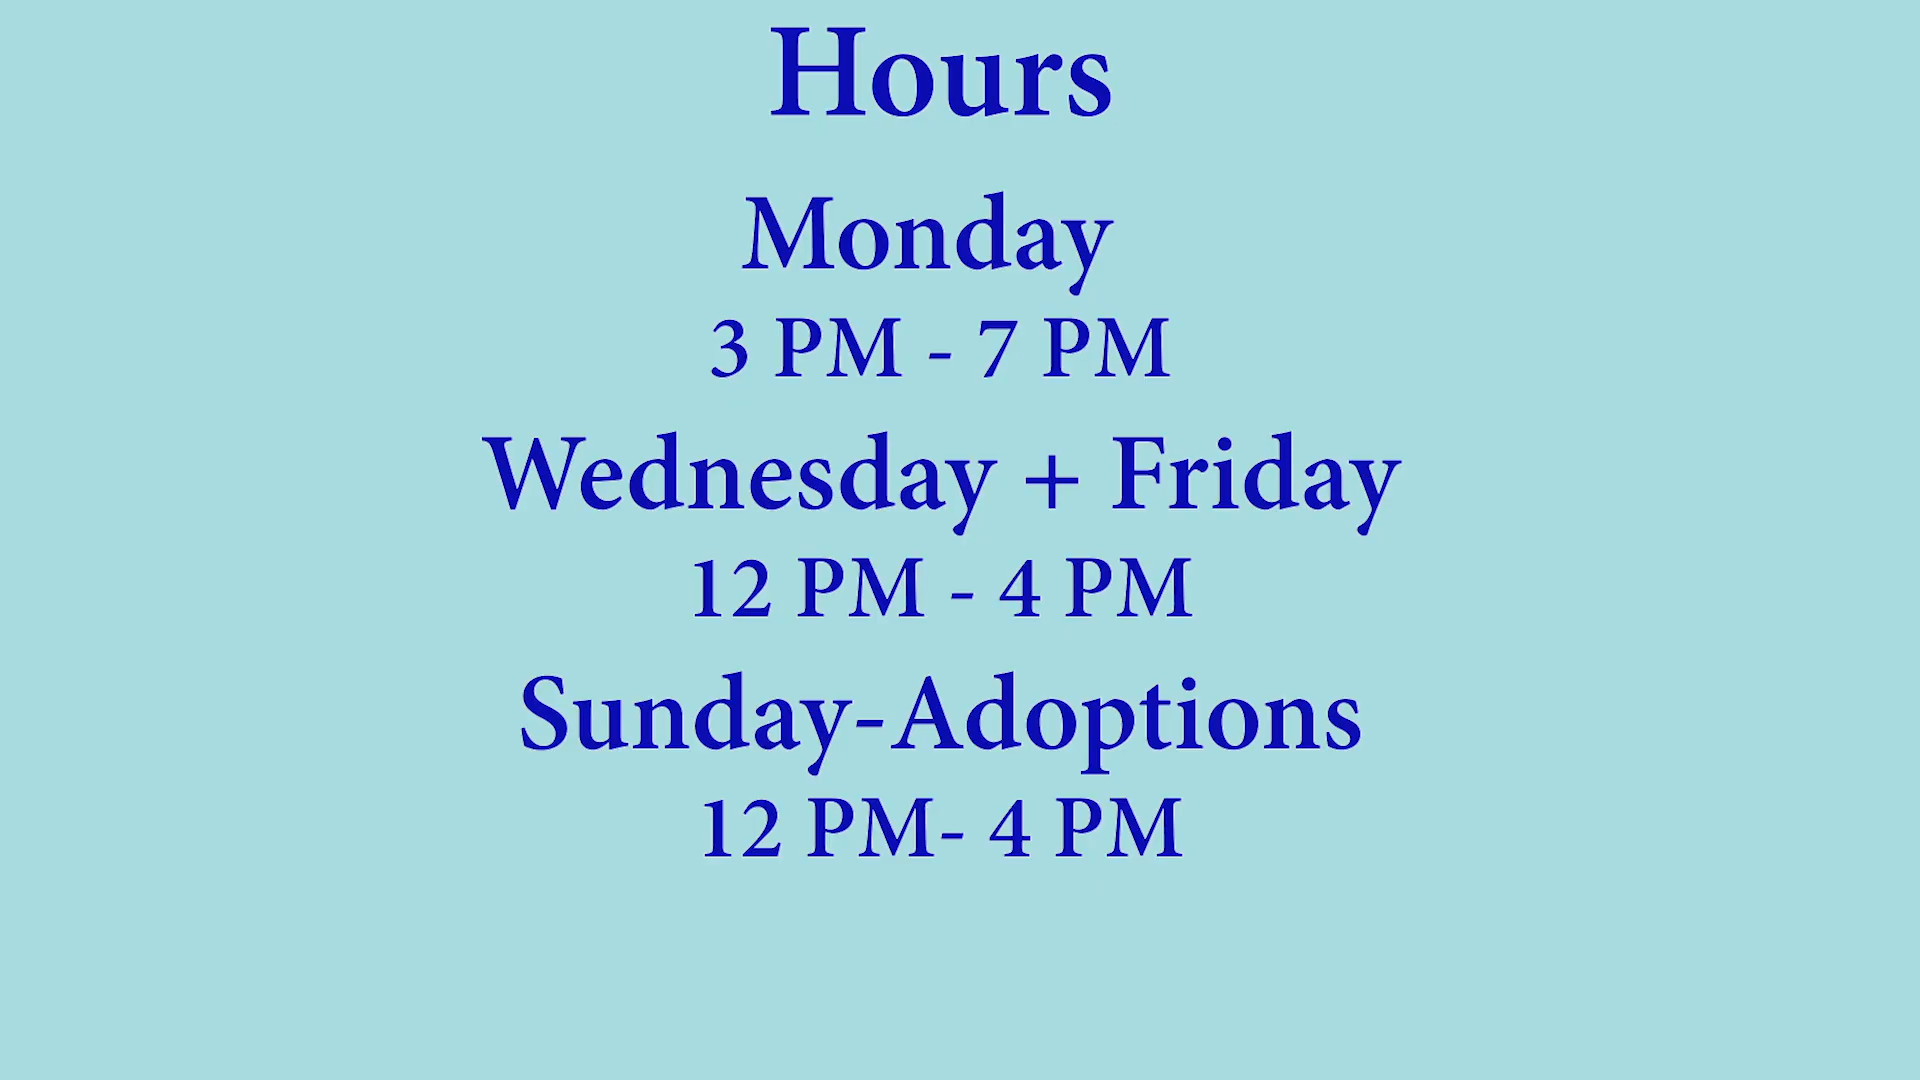 Hours
Monday
3 PM - 7 PM
Wednesday + Friday
12 PM - 4 PM
Sunday-Adoptions
12 PM- 4 PM